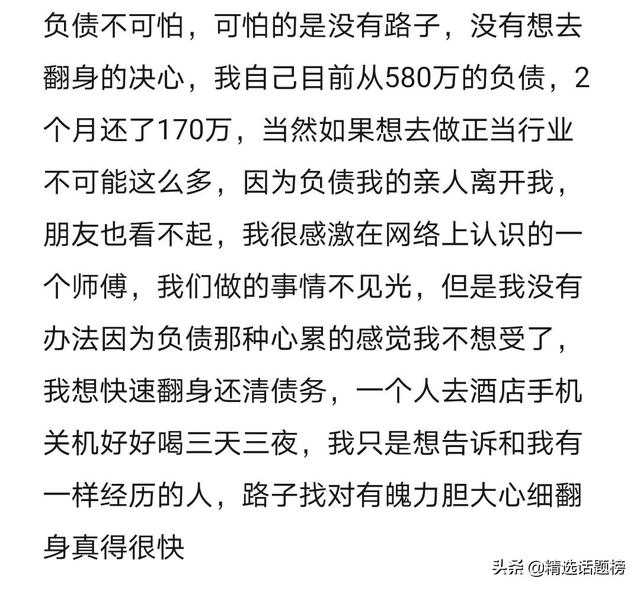 负债不可怕，可怕的是没有路子，没有想去
翻身的决心，我自己目前从580万的负债，2
个月还了170万，当然如果想去做正当行业
不可能这么多，因为负债我的亲人离开我，
朋友也看不起，我很感激在网络上认识的一
个师傅，我们做的事情不见光，但是我没有
办法因为负债那种心累的感觉我不想受了，
我想快速翻身还清债务，一个人去酒店手机
关机好好喝三天三夜，我只是想告诉和我有
一样经历的人，路子找对有魄力胆大心细翻
身真得很快
头条 @精选话题榜